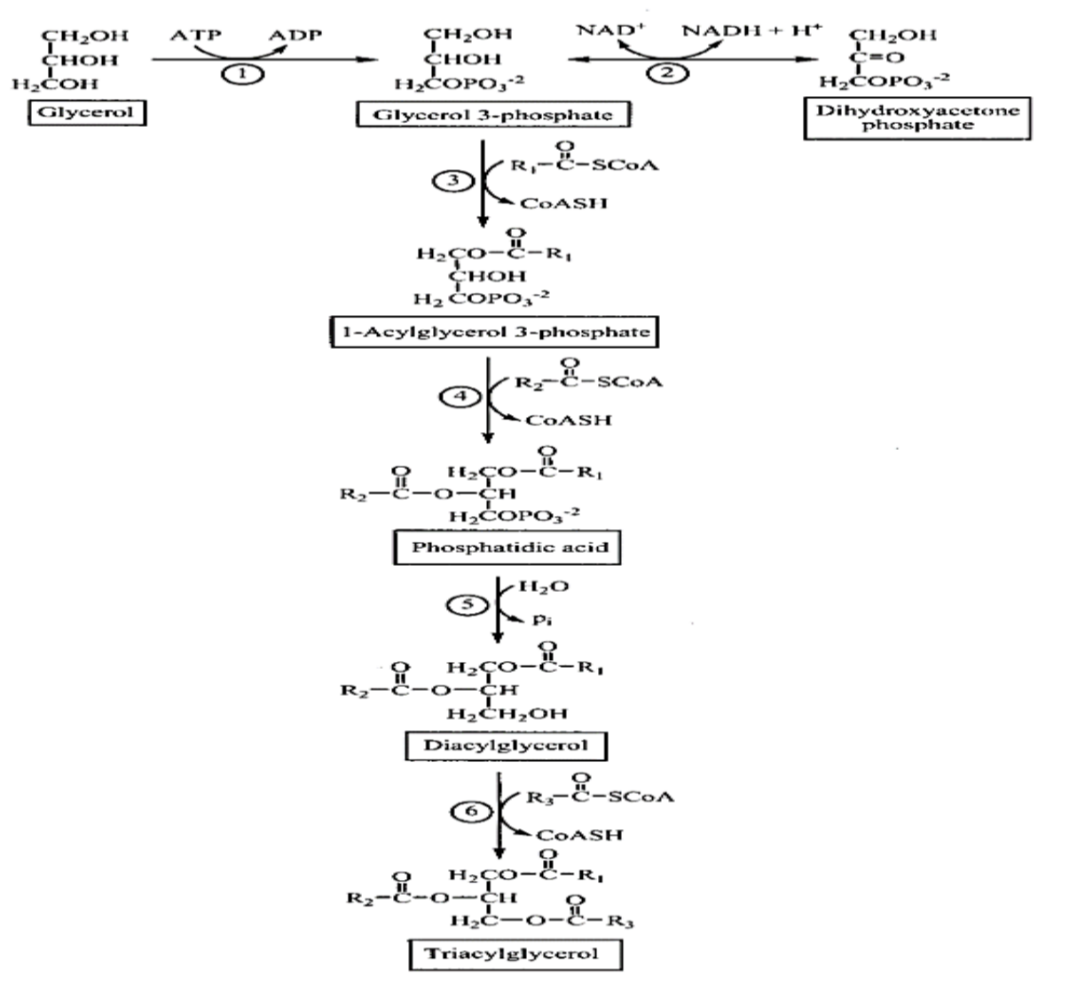 CH₂OH
CHOH
H₂COH
Glycerol
ATP ADP
1
CH₂OH
CHOH
H₂COPO₃⁻²
Glycerol 3-phosphate
NAD⁺ NADH + H⁺
2
CH₂OH
C=O
H₂COPO₃⁻²
Dihydroxyacetone
phosphate
O
R₁—C—SCoA
3
CoASH
O
H₂CO—C—R₁
CHOH
H₂COPO₃⁻²
1-Acylglycerol 3-phosphate
O
R₂—C—SCoA
4
CoASH
O
O H₂CO—C—R₁
R₂—C—O—CH
H₂COPO₃⁻²
Phosphatidic acid
H₂O
5
Pi
O
O H₂CO—C—R₁
R₂—C—O—CH
H₂CH₂OH
Diacylglycerol
O
R₃—C—SCoA
6
CoASH
O
O H₂CO—C—R₁
R₂—C—O—CH O
H₂C—O—C—R₃
Triacylglycerol